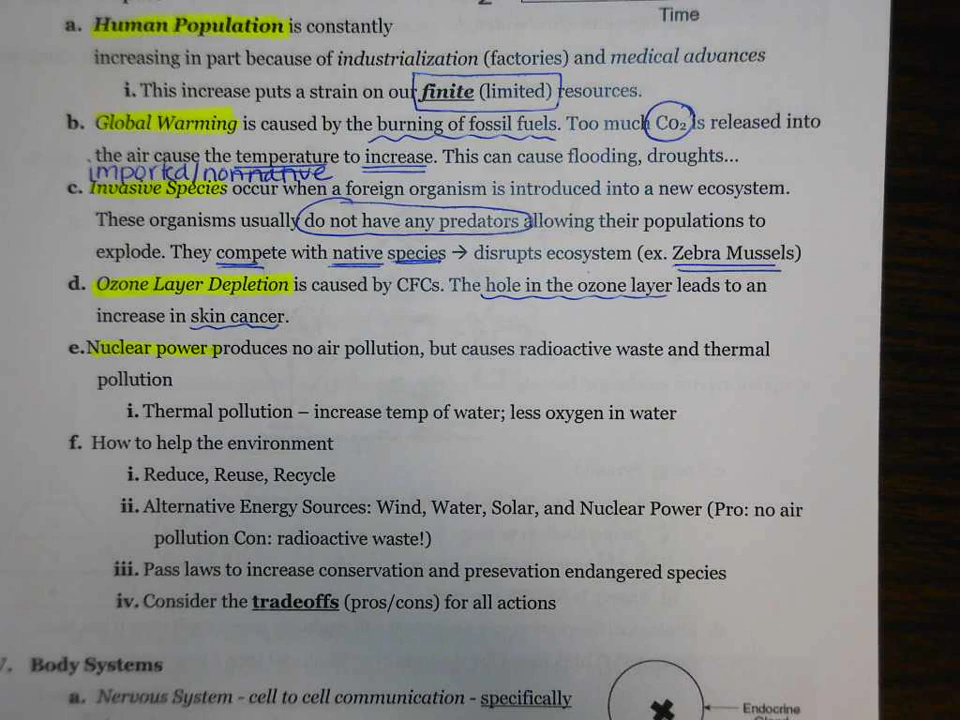 Time
a. Human Population is constantly
increasing in part because of industrialization (factories) and medical advances
i. This increase puts a strain on our finite (limited) resources.
b. Global Warming is caused by the burning of fossil fuels. Too much Co₂ is released into
the air cause the temperature to increase. This can cause flooding, droughts...
imported/nonnative
c. Invasive Species occur when a foreign organism is introduced into a new ecosystem.
These organisms usually do not have any predators allowing their populations to
explode. They compete with native species → disrupts ecosystem (ex. Zebra Mussels)
d. Ozone Layer Depletion is caused by CFCs. The hole in the ozone layer leads to an
increase in skin cancer.
e. Nuclear power produces no air pollution, but causes radioactive waste and thermal
pollution
i. Thermal pollution – increase temp of water; less oxygen in water
f. How to help the environment
i. Reduce, Reuse, Recycle
ii. Alternative Energy Sources: Wind, Water, Solar, and Nuclear Power (Pro: no air
pollution Con: radioactive waste!)
iii. Pass laws to increase conservation and presevation endangered species
iv. Consider the tradeoffs (pros/cons) for all actions
Body Systems
a. Nervous System - cell to cell communication - specifically
Endocrine